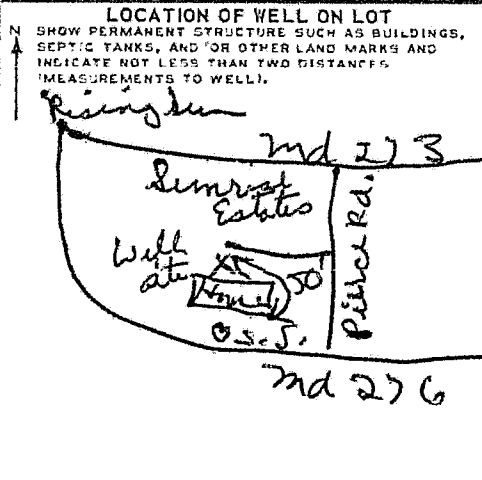 LOCATION OF WELL ON LOT
N
SHOW PERMANENT STRUCTURE SUCH AS BUILDINGS,
SEPTIC TANKS, AND/OR OTHER LAND MARKS AND
INDICATE NOT LESS THAN TWO DISTANCES
(MEASUREMENTS TO WELL).
Rising Sun
Md 273
Sunrise
Estates
Pierce Rd.
Well
site
Home
50'
Md 276